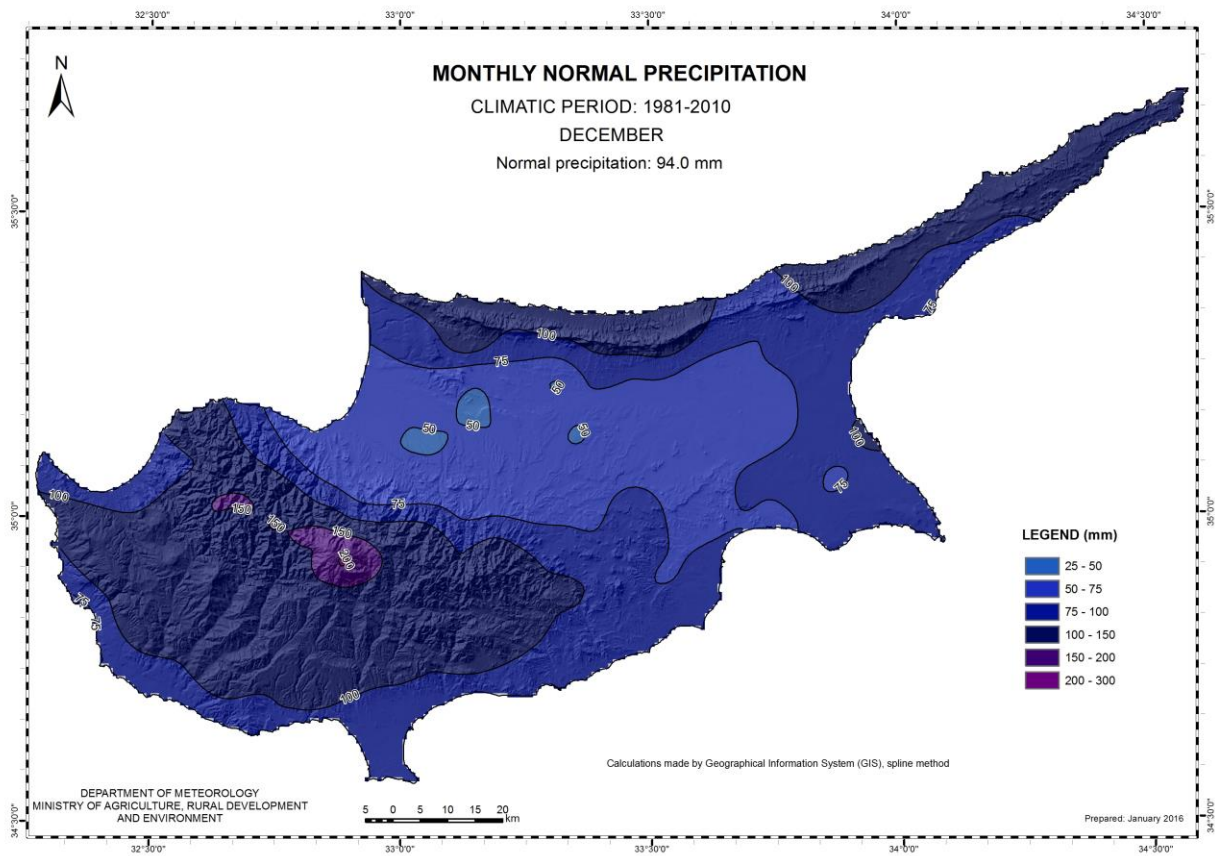 32°30'0"
33°0'0"
33°30'0"
34°0'0"
34°30'0"
N
MONTHLY NORMAL PRECIPITATION
CLIMATIC PERIOD: 1981-2010
DECEMBER
Normal precipitation: 94.0 mm
35°30'0"
35°30'0"
100
75
100
100
75
50
50
50
50
100
75
35°0'0"
35°0'0"
100
75
150
150
150
200
75
75
100
LEGEND (mm)
25 - 50
50 - 75
75 - 100
100 - 150
150 - 200
200 - 300
Calculations made by Geographical Information System (GIS), spline method
DEPARTMENT OF METEOROLOGY
MINISTRY OF AGRICULTURE, RURAL DEVELOPMENT
AND ENVIRONMENT
5 0 5 10 15 20
km
Prepared: January 2016
34°30'0"
34°30'0"
32°30'0"
33°0'0"
33°30'0"
34°0'0"
34°30'0"